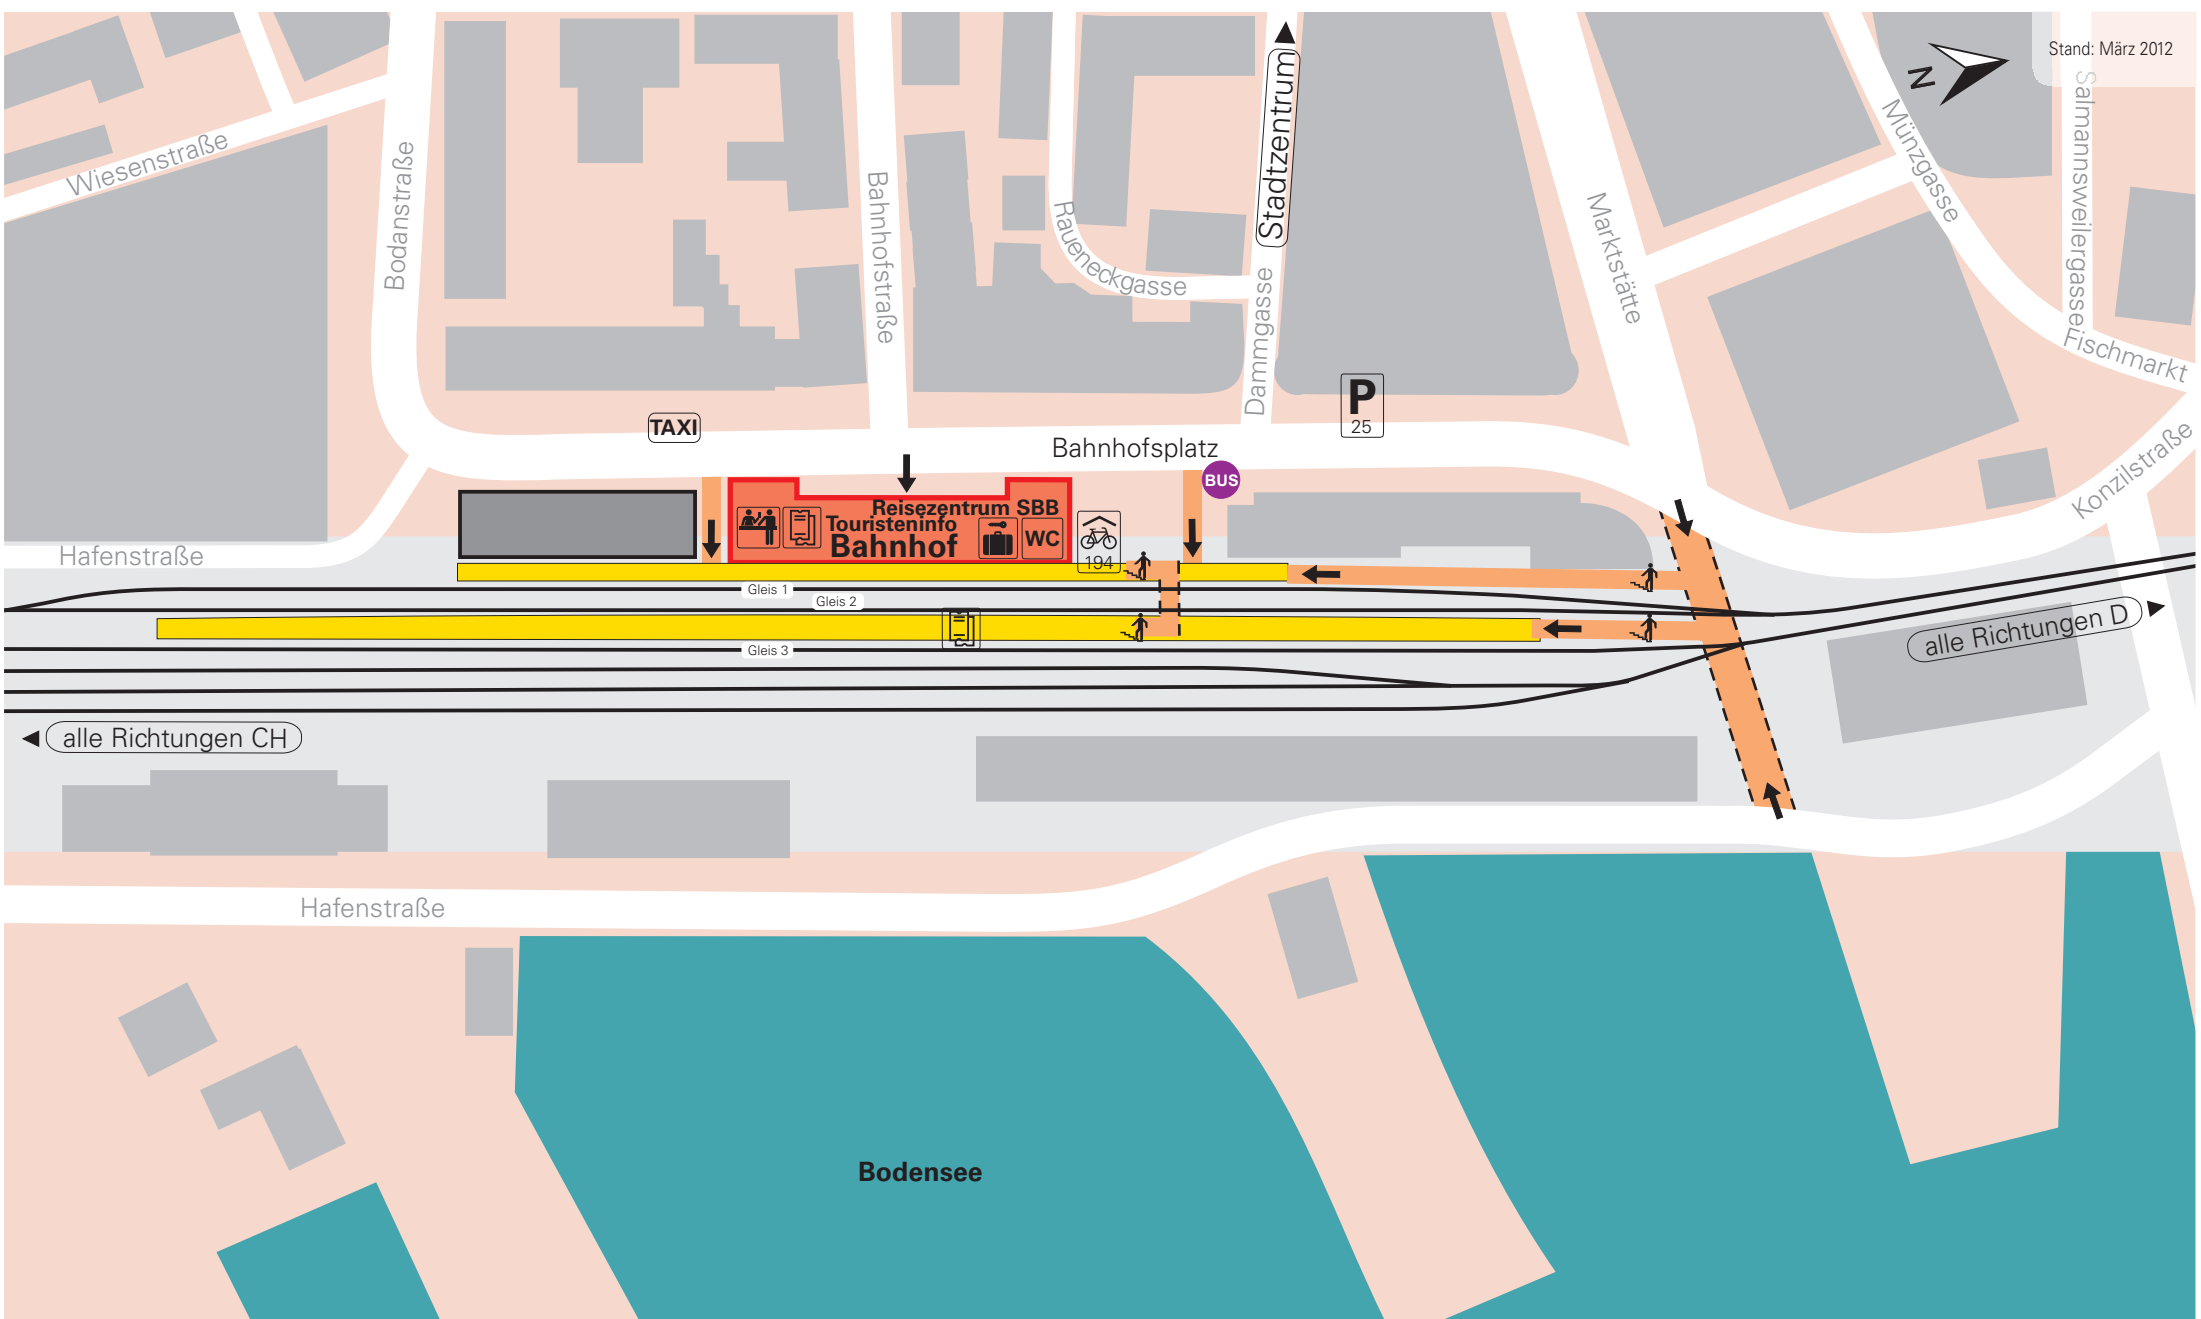 Stand: März 2012
N
Stadtzentrum
Wiesenstraße
Bodanstraße
Bahnhofstraße
Raueneckgasse
Dammgasse
Marktstätte
Münzgasse
Salmannsweilergasse
Fischmarkt
Konzilstraße
P
25
TAXI
Bahnhofsplatz
BUS
Reisezentrum SBB
Touristeninfo
Bahnhof
WC
194
Hafenstraße
Gleis 1
Gleis 2
Gleis 3
alle Richtungen D
alle Richtungen CH
Hafenstraße
Bodensee